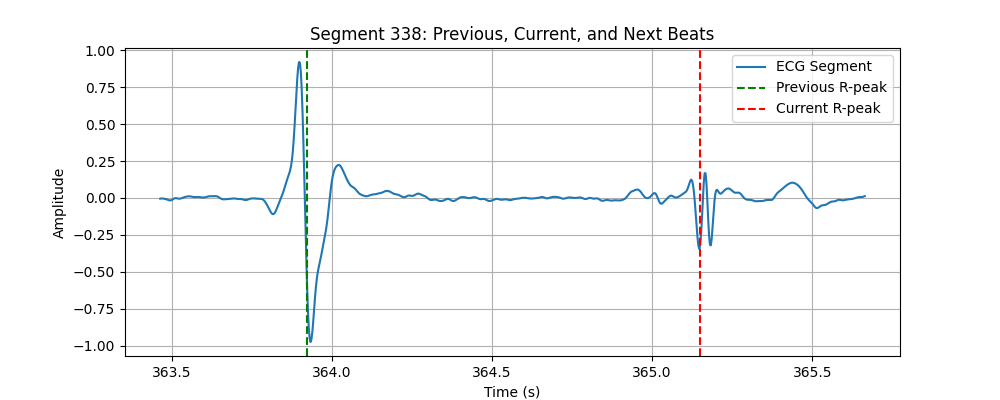 Segment 338: Previous, Current, and Next Beats
1.00
0.75
0.50
0.25
0.00
−0.25
−0.50
−0.75
−1.00
Amplitude
ECG Segment
Previous R-peak
Current R-peak
363.5
364.0
364.5
365.0
365.5
Time (s)